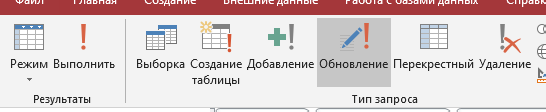 Файл Главная Создание Внешние данные Работа с базами данных
Режим Выполнить Выборка Создание таблицы Добавление Обновление Перекрестный Удаление
Результаты Тип запроса